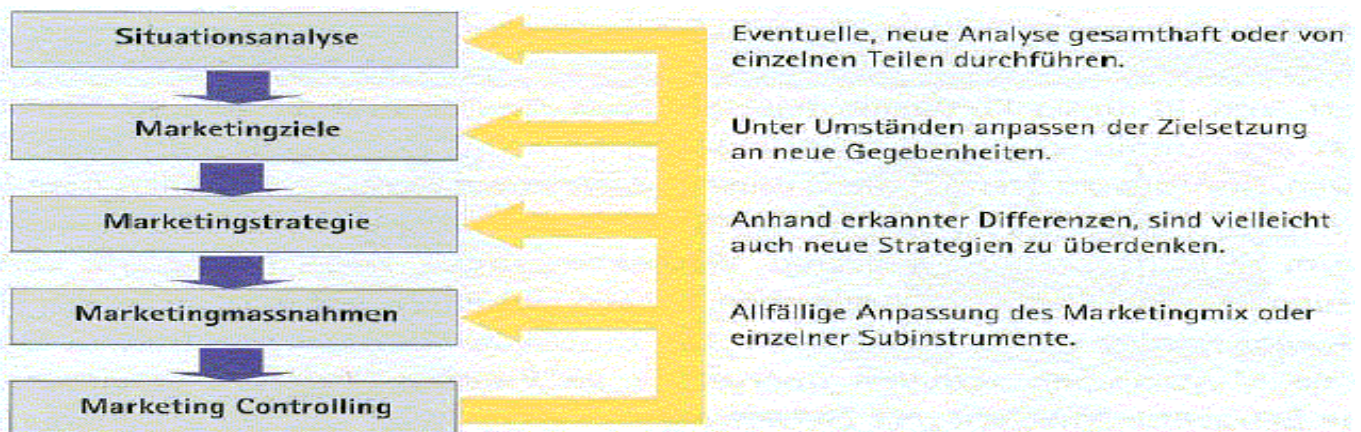 Situationsanalyse
Eventuelle, neue Analyse gesamthaft oder von
einzelnen Teilen durchführen.
Marketingziele
Unter Umständen anpassen der Zielsetzung
an neue Gegebenheiten.
Marketingstrategie
Anhand erkannter Differenzen, sind vielleicht
auch neue Strategien zu überdenken.
Marketingmassnahmen
Allfällige Anpassung des Marketingmix oder
einzelner Subinstrumente.
Marketing Controlling